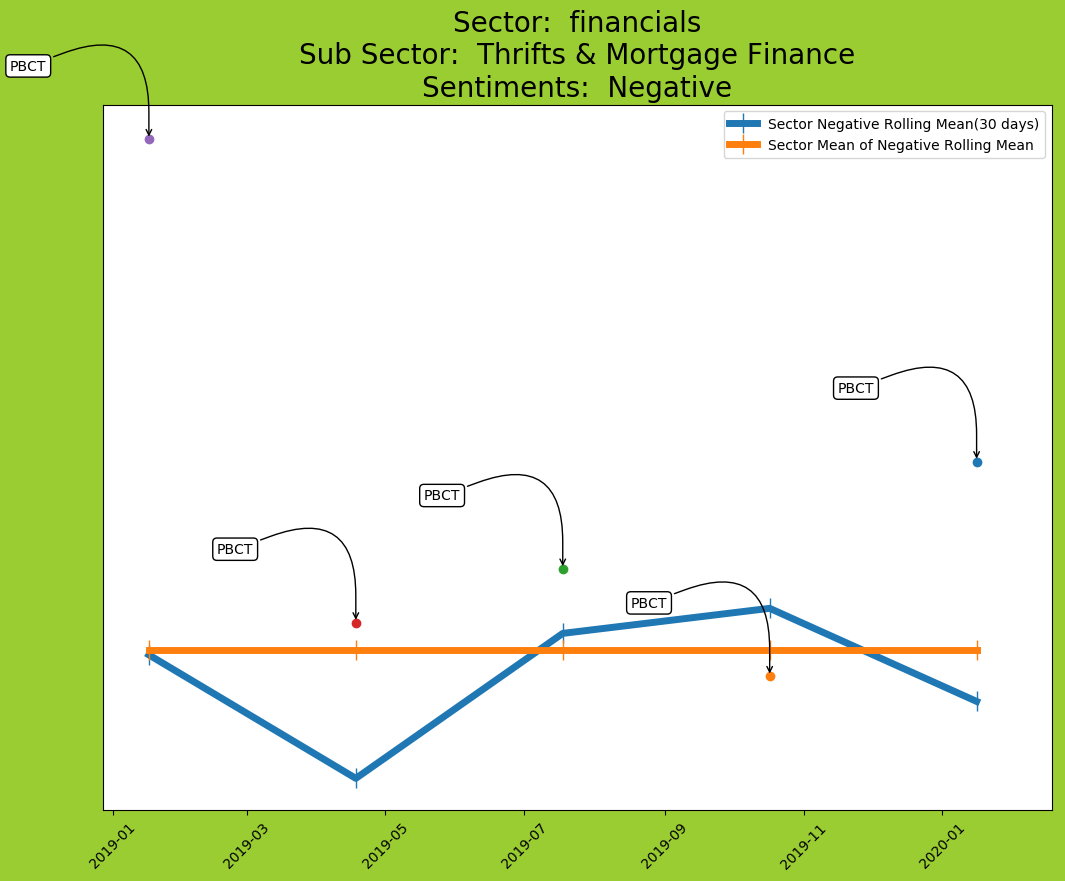 Sector:  financials
Sub Sector:  Thrifts & Mortgage Finance
Sentiments:  Negative
PBCT
Sector Negative Rolling Mean(30 days)
Sector Mean of Negative Rolling Mean
PBCT
PBCT
PBCT
PBCT
2019-01
2019-03
2019-05
2019-07
2019-09
2019-11
2020-01